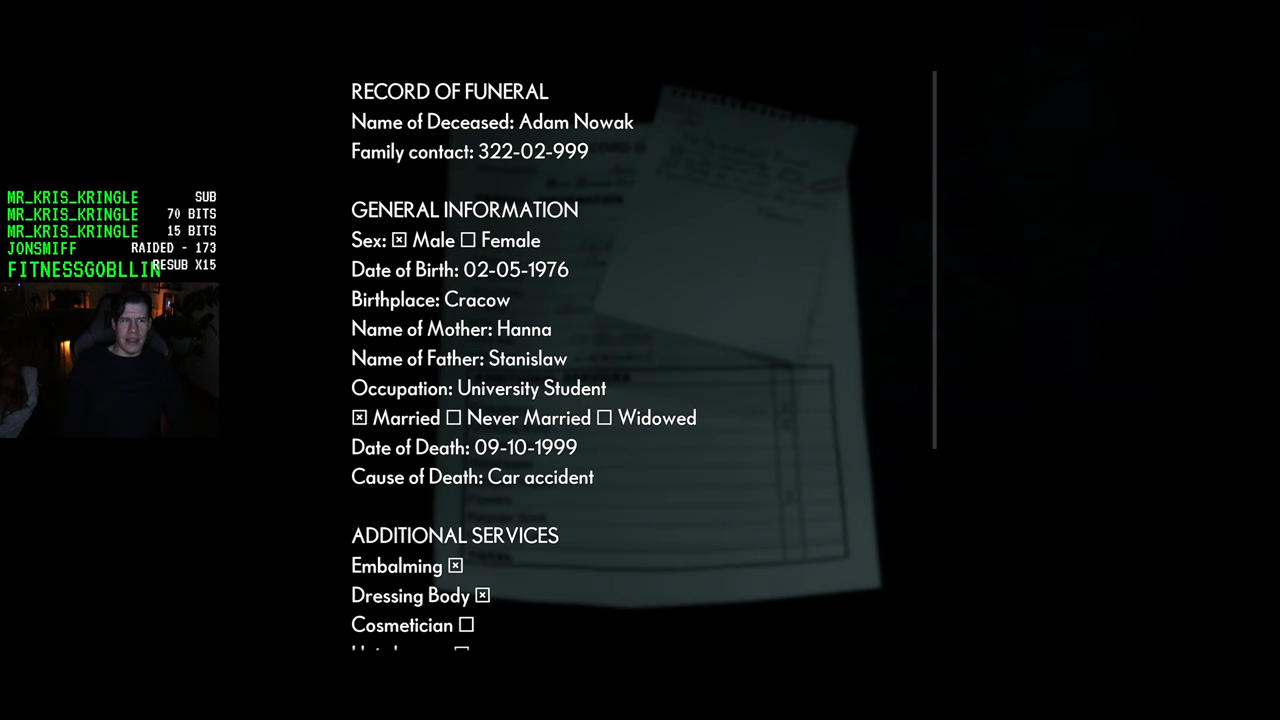 RECORD OF FUNERAL
Name of Deceased: Adam Nowak
Family contact: 322-02-999
GENERAL INFORMATION
Sex: ☒ Male ☐ Female
Date of Birth: 02-05-1976
Birthplace: Cracow
Name of Mother: Hanna
Name of Father: Stanislaw
Occupation: University Student
☒ Married ☐ Never Married ☐ Widowed
Date of Death: 09-10-1999
Cause of Death: Car accident
ADDITIONAL SERVICES
Embalming ☒
Dressing Body ☒
Cosmetician ☐
MR_KRIS_KRINGLE SUB
MR_KRIS_KRINGLE 70 BITS
MR_KRIS_KRINGLE 15 BITS
JONSMIFF RAIDED - 173
FITNESSGOBLLIN RESUB X15